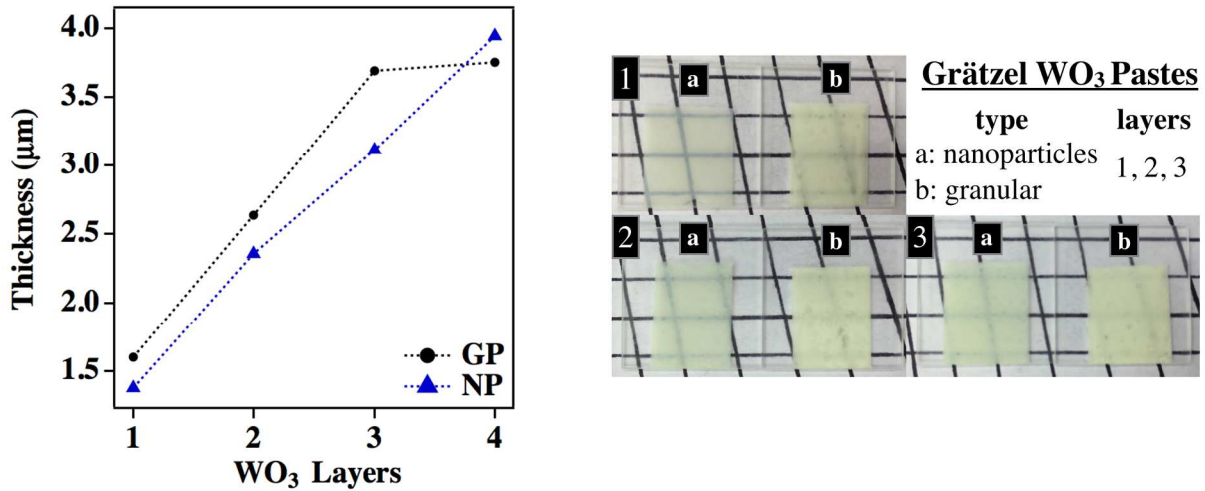 4.0
3.5
3.0
2.5
2.0
1.5
Thickness (μm)
GP
NP
1 2 3 4
WO₃ Layers
1 a b
Grätzel WO₃ Pastes
type layers
a: nanoparticles
b: granular
1, 2, 3
2 a b 3 a b